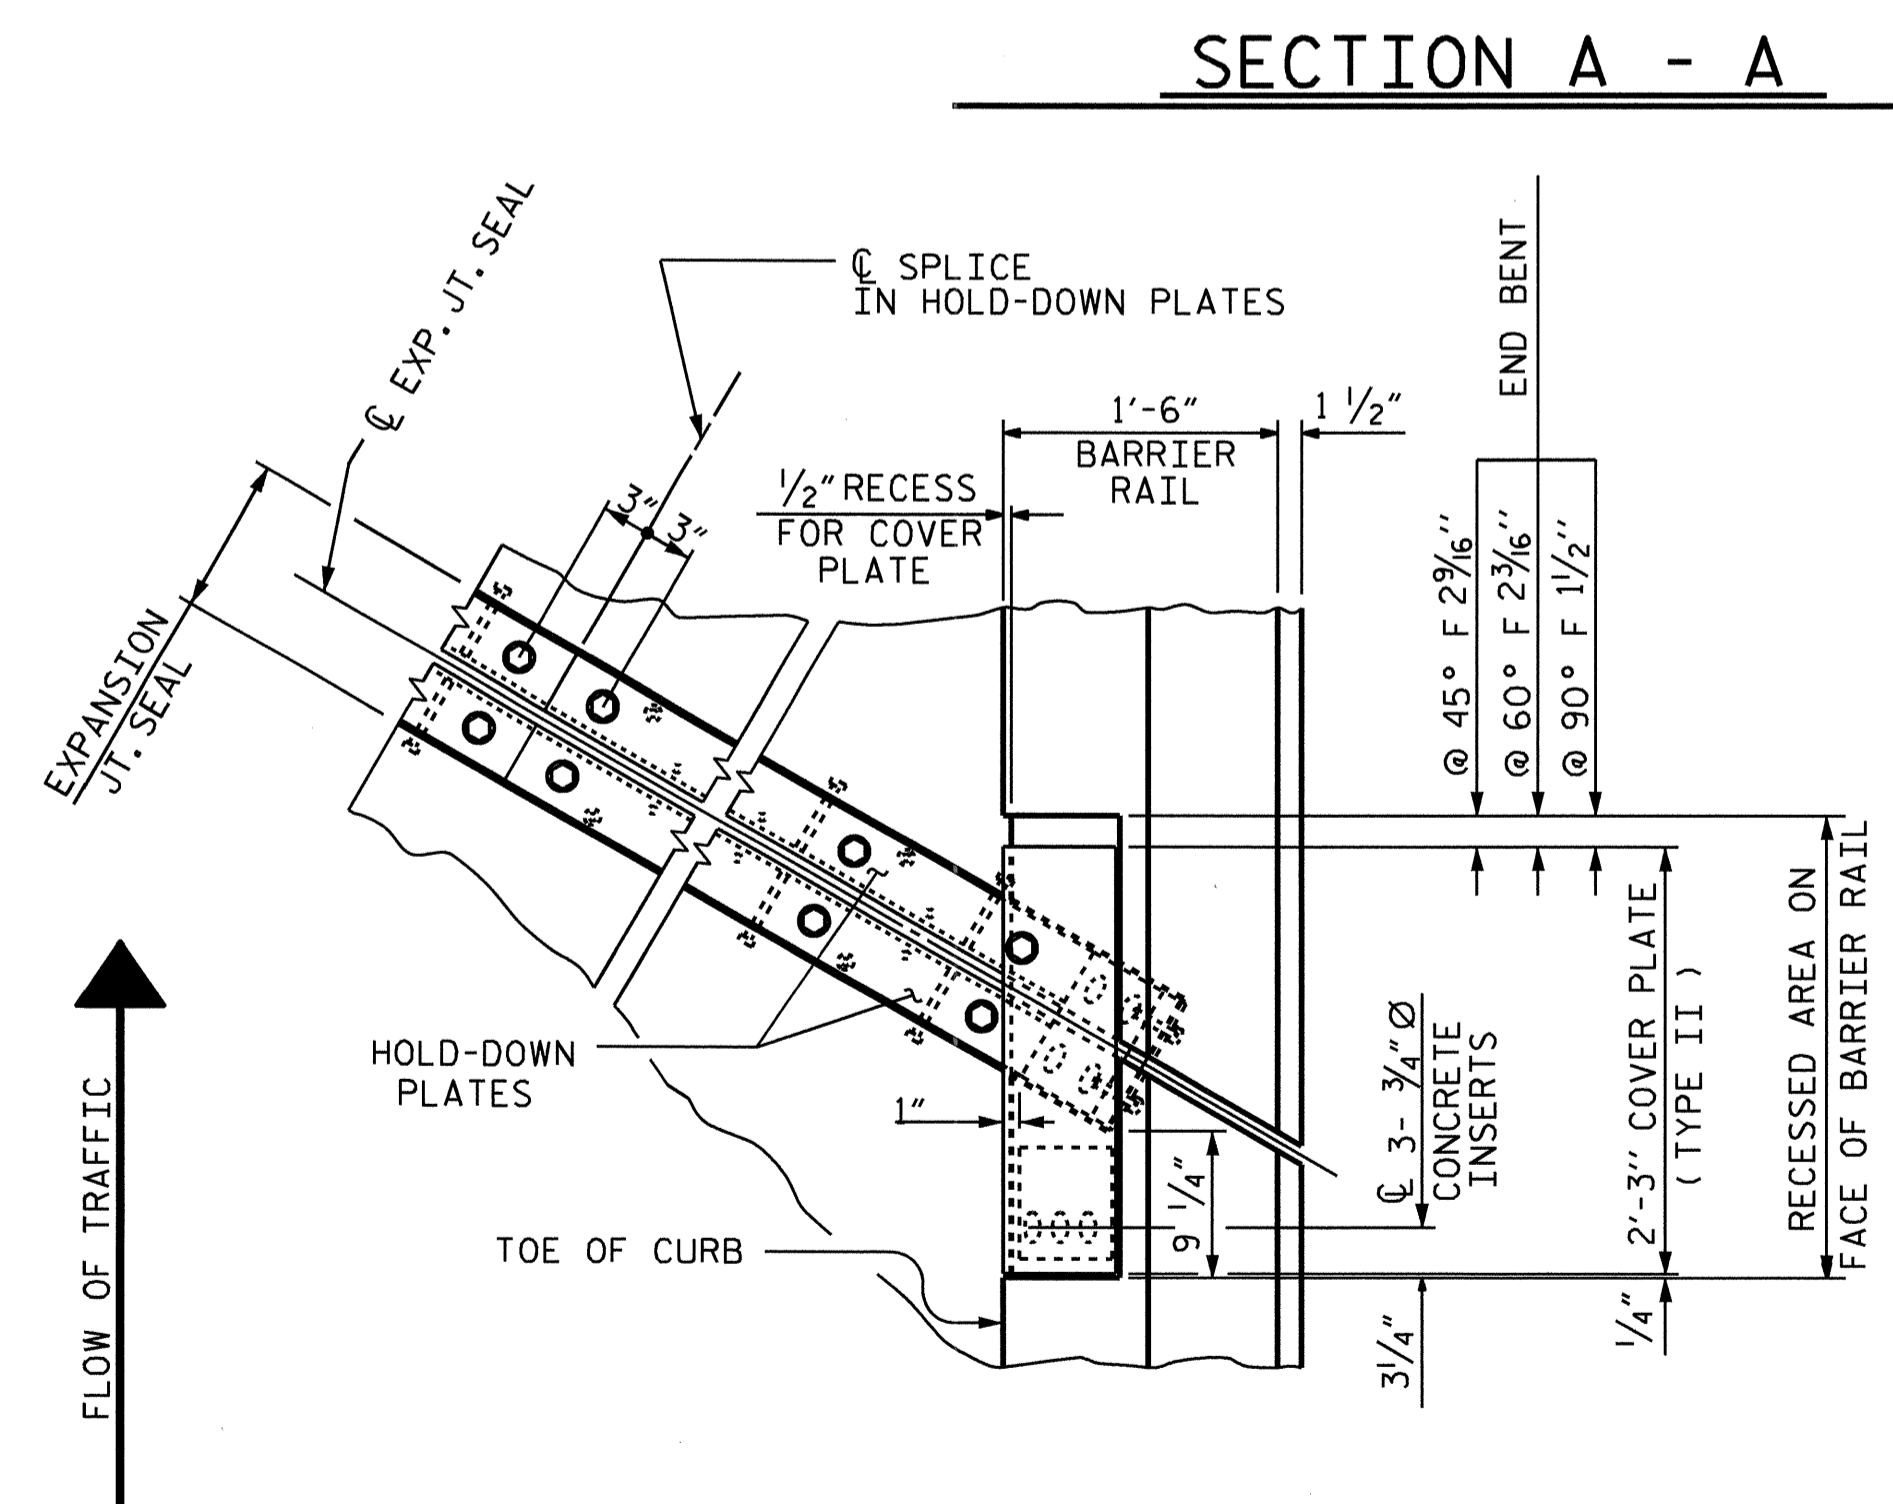 SECTION A - A
℄ EXP. JT. SEAL
℄ SPLICE
IN HOLD-DOWN PLATES
END BENT
1'-6"
BARRIER
RAIL
1 1/2"
1/2" RECESS
FOR COVER
PLATE
3"
3"
EXPANSION
JT. SEAL
@ 45° F 2 9/16''
@ 60° F 2 3/16''
@ 90° F 1 1/2''
HOLD-DOWN
PLATES
1"
9 1/4"
℄ 3- 3/4" Ø
CONCRETE
INSERTS
2'-3'' COVER PLATE
( TYPE II )
RECESSED AREA ON
FACE OF BARRIER RAIL
TOE OF CURB
3 1/4"
1/4"
FLOW OF TRAFFIC